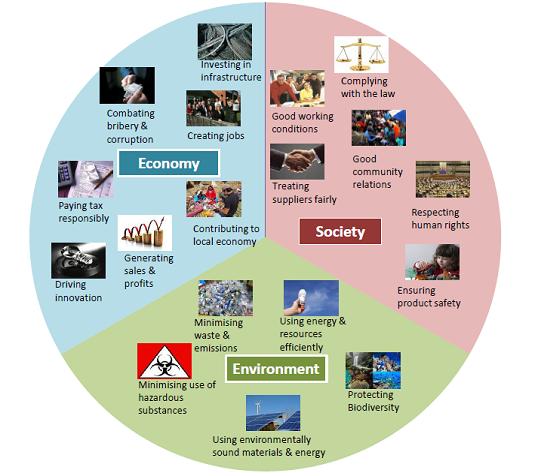 Investing in
infrastructure
Combating
bribery &
corruption
Creating jobs
Economy
Paying tax
responsibly
Contributing to
local economy
Generating
sales &
profits
Driving
innovation
Complying
with the law
Good working
conditions
Good
community
relations
Treating
suppliers fairly
Respecting
human rights
Society
Ensuring
product safety
Minimising
waste &
emissions
Using energy &
resources
efficiently
Environment
Minimising use of
hazardous
substances
Protecting
Biodiversity
Using environmentally
sound materials & energy